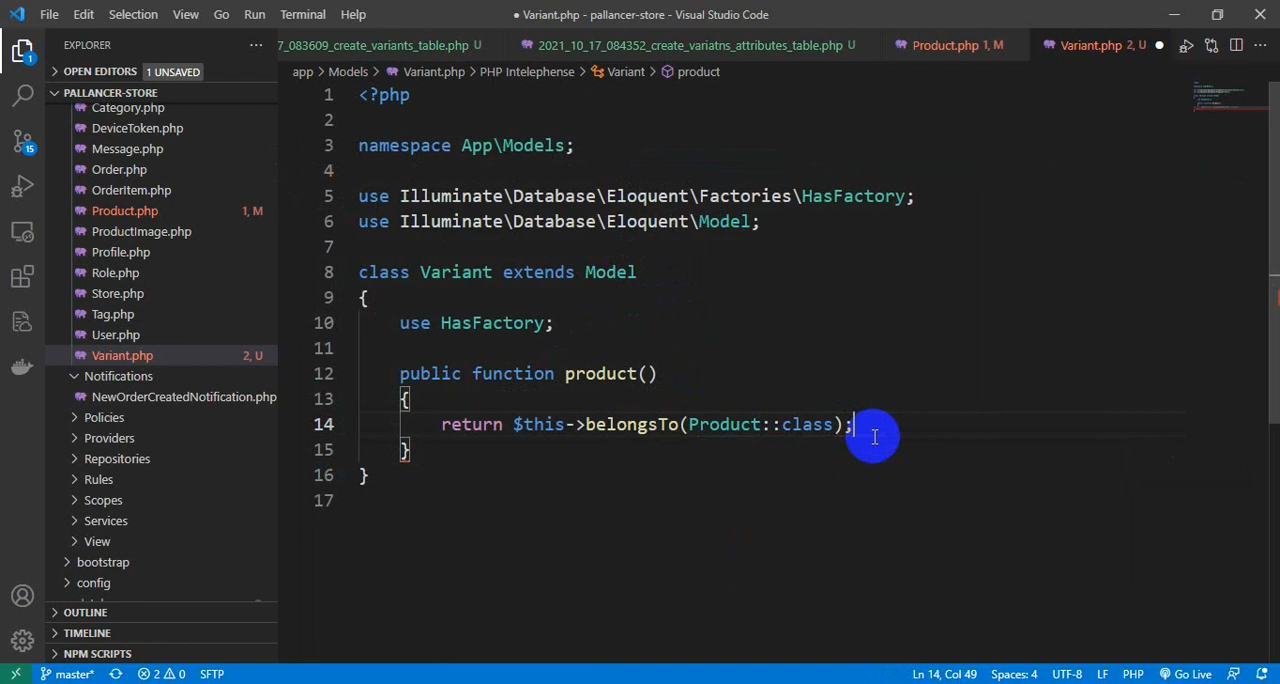 File Edit Selection View Go Run Terminal Help
● Variant.php - pallancer-store - Visual Studio Code
EXPLORER
7_083609_create_variants_table.php U
2021_10_17_084352_create_variatns_attributes_table.php U
Product.php 1, M
Variant.php 2, U
OPEN EDITORS 1 UNSAVED
app > Models > Variant.php > PHP Intelephense > Variant > product
PALLANCER-STORE
Category.php
DeviceToken.php
Message.php
Order.php
OrderItem.php
Product.php 1, M
ProductImage.php
Profile.php
Role.php
Store.php
Tag.php
User.php
Variant.php 2, U
Notifications
NewOrderCreatedNotification.php
Policies
Providers
Repositories
Rules
Scopes
Services
View
bootstrap
config
OUTLINE
TIMELINE
NPM SCRIPTS
1
15
1 <?php
2
3 namespace App\Models;
4
5 use Illuminate\Database\Eloquent\Factories\HasFactory;
6 use Illuminate\Database\Eloquent\Model;
7
8 class Variant extends Model
9 {
10 use HasFactory;
11
12 public function product()
13 {
14 return $this->belongsTo(Product::class);
15 }
16 }
17
master* 2 0 SFTP
Ln 14, Col 49 Spaces: 4 UTF-8 LF PHP Go Live